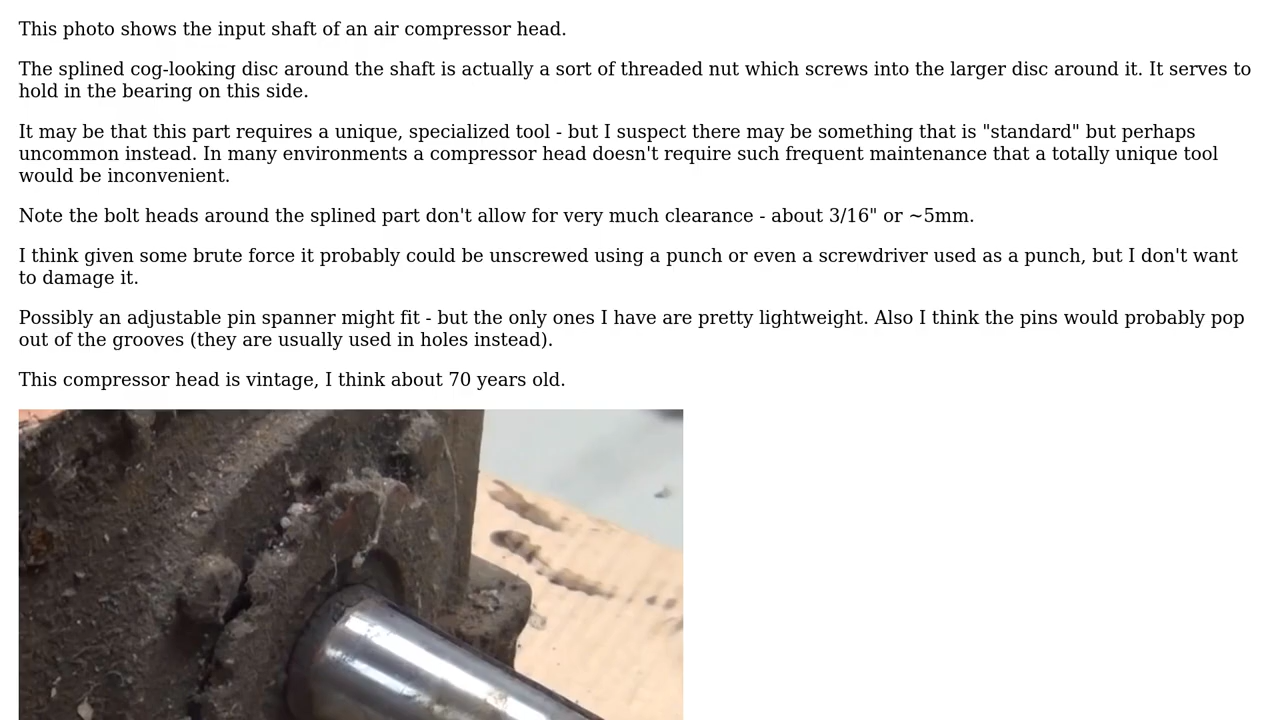 This photo shows the input shaft of an air compressor head.
The splined cog-looking disc around the shaft is actually a sort of threaded nut which screws into the larger disc around it. It serves to
hold in the bearing on this side.
It may be that this part requires a unique, specialized tool - but I suspect there may be something that is "standard" but perhaps
uncommon instead. In many environments a compressor head doesn't require such frequent maintenance that a totally unique tool
would be inconvenient.
Note the bolt heads around the splined part don't allow for very much clearance - about 3/16" or ~5mm.
I think given some brute force it probably could be unscrewed using a punch or even a screwdriver used as a punch, but I don't want
to damage it.
Possibly an adjustable pin spanner might fit - but the only ones I have are pretty lightweight. Also I think the pins would probably pop
out of the grooves (they are usually used in holes instead).
This compressor head is vintage, I think about 70 years old.